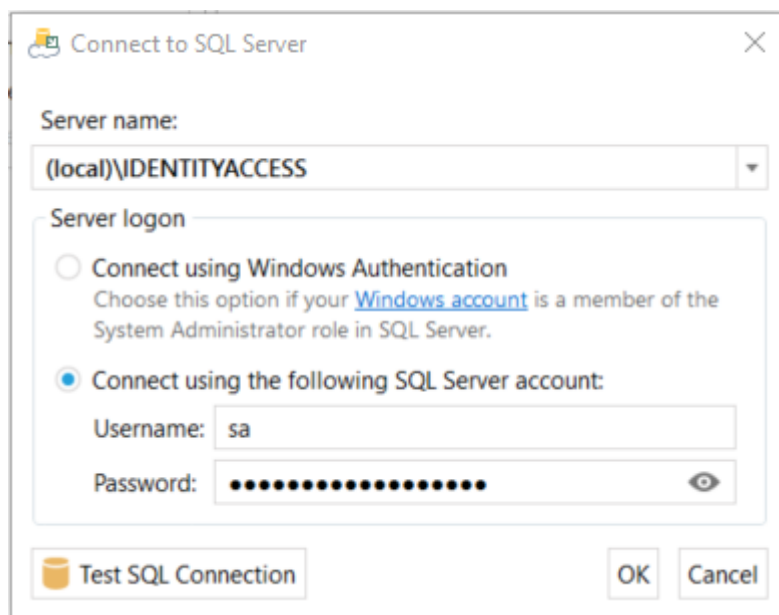 Connect to SQL Server
Server name:
(local)\IDENTITYACCESS
Server logon
Connect using Windows Authentication
Choose this option if your Windows account is a member of the
System Administrator role in SQL Server.
Connect using the following SQL Server account:
Username: sa
Password: ••••••••••••••••••
Test SQL Connection OK Cancel